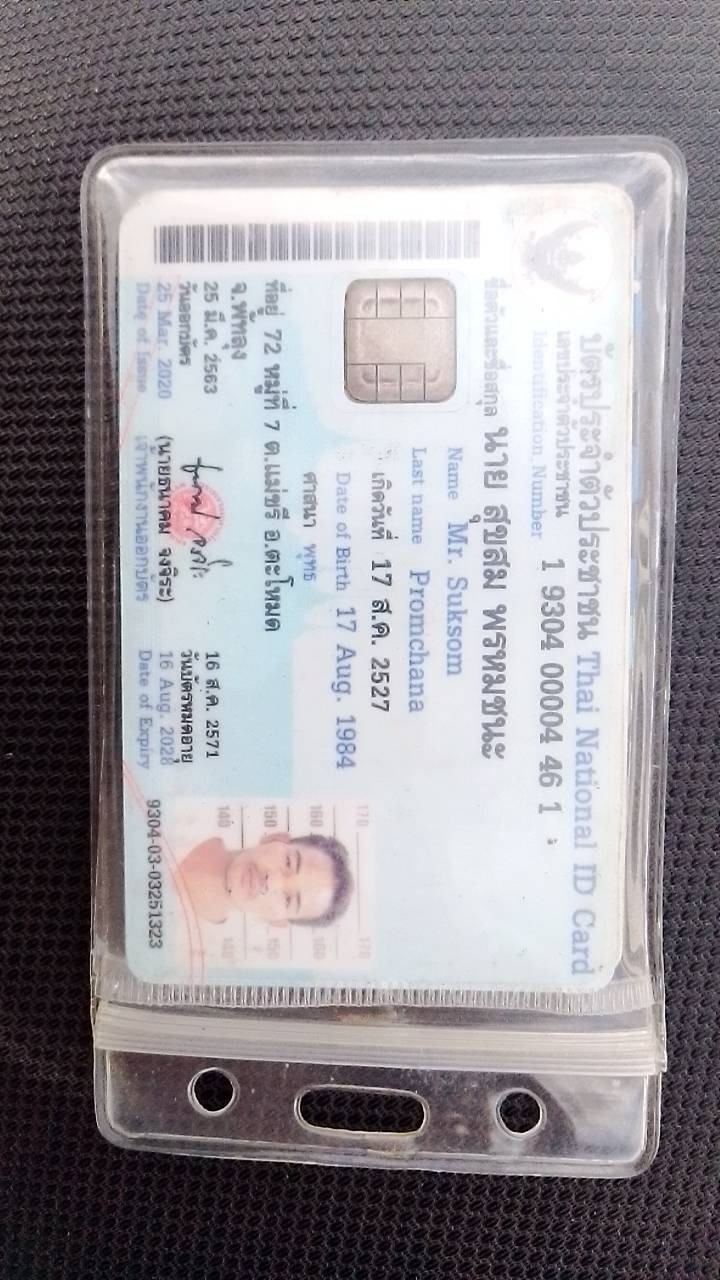 บัตรประจำตัวประชาชน Thai National ID Card
เลขประจำตัวประชาชน 1 9304 00004 46 1
Identification Number
ชื่อตัวและชื่อสกุล นาย สุขสม พรหมชนะ
Name Mr. Suksom
Last name Promchana
เกิดวันที่ 17 ส.ค. 2527
Date of Birth 17 Aug. 1984
ศาสนา พุทธ
ที่อยู่ 72 หมู่ที่ 7 ต.แม่ขรี อ.ตะโหมด
จ.พัทลุง
25 มี.ค. 2563
วันออกบัตร
25 Mar. 2020
Date of Issue
(นายธนาคม จงจิระ)
เจ้าพนักงานออกบัตร
16 ส.ค. 2571
วันบัตรหมดอายุ
16 Aug. 2028
Date of Expiry
170 170
160 160
150 150
140 140
9304-03-03251323